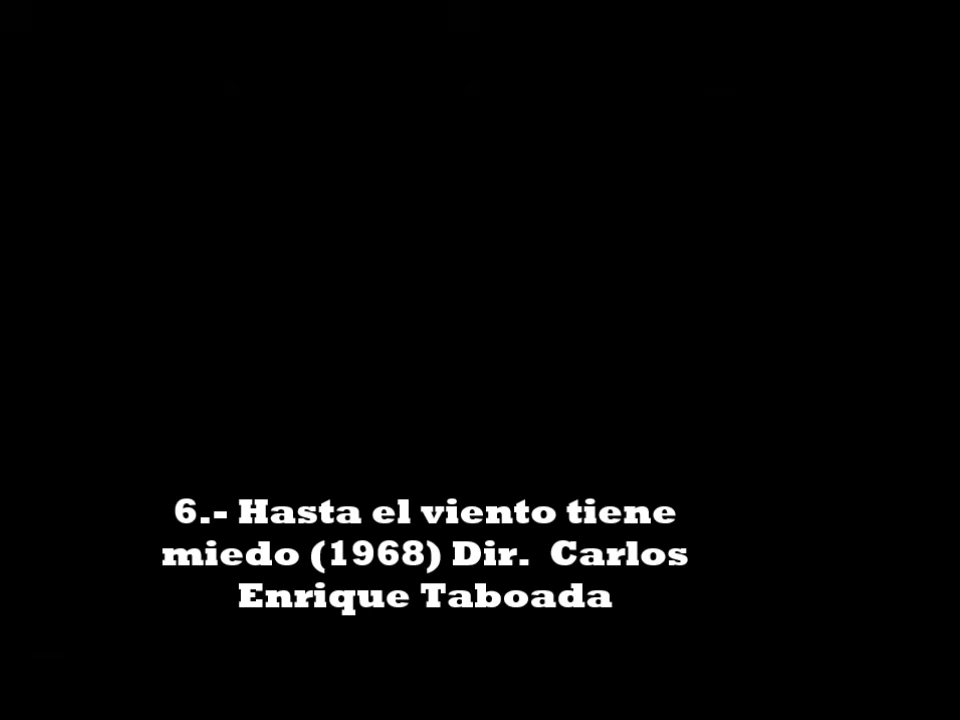 6.- Hasta el viento tiene
miedo (1968) Dir.  Carlos
Enrique Taboada